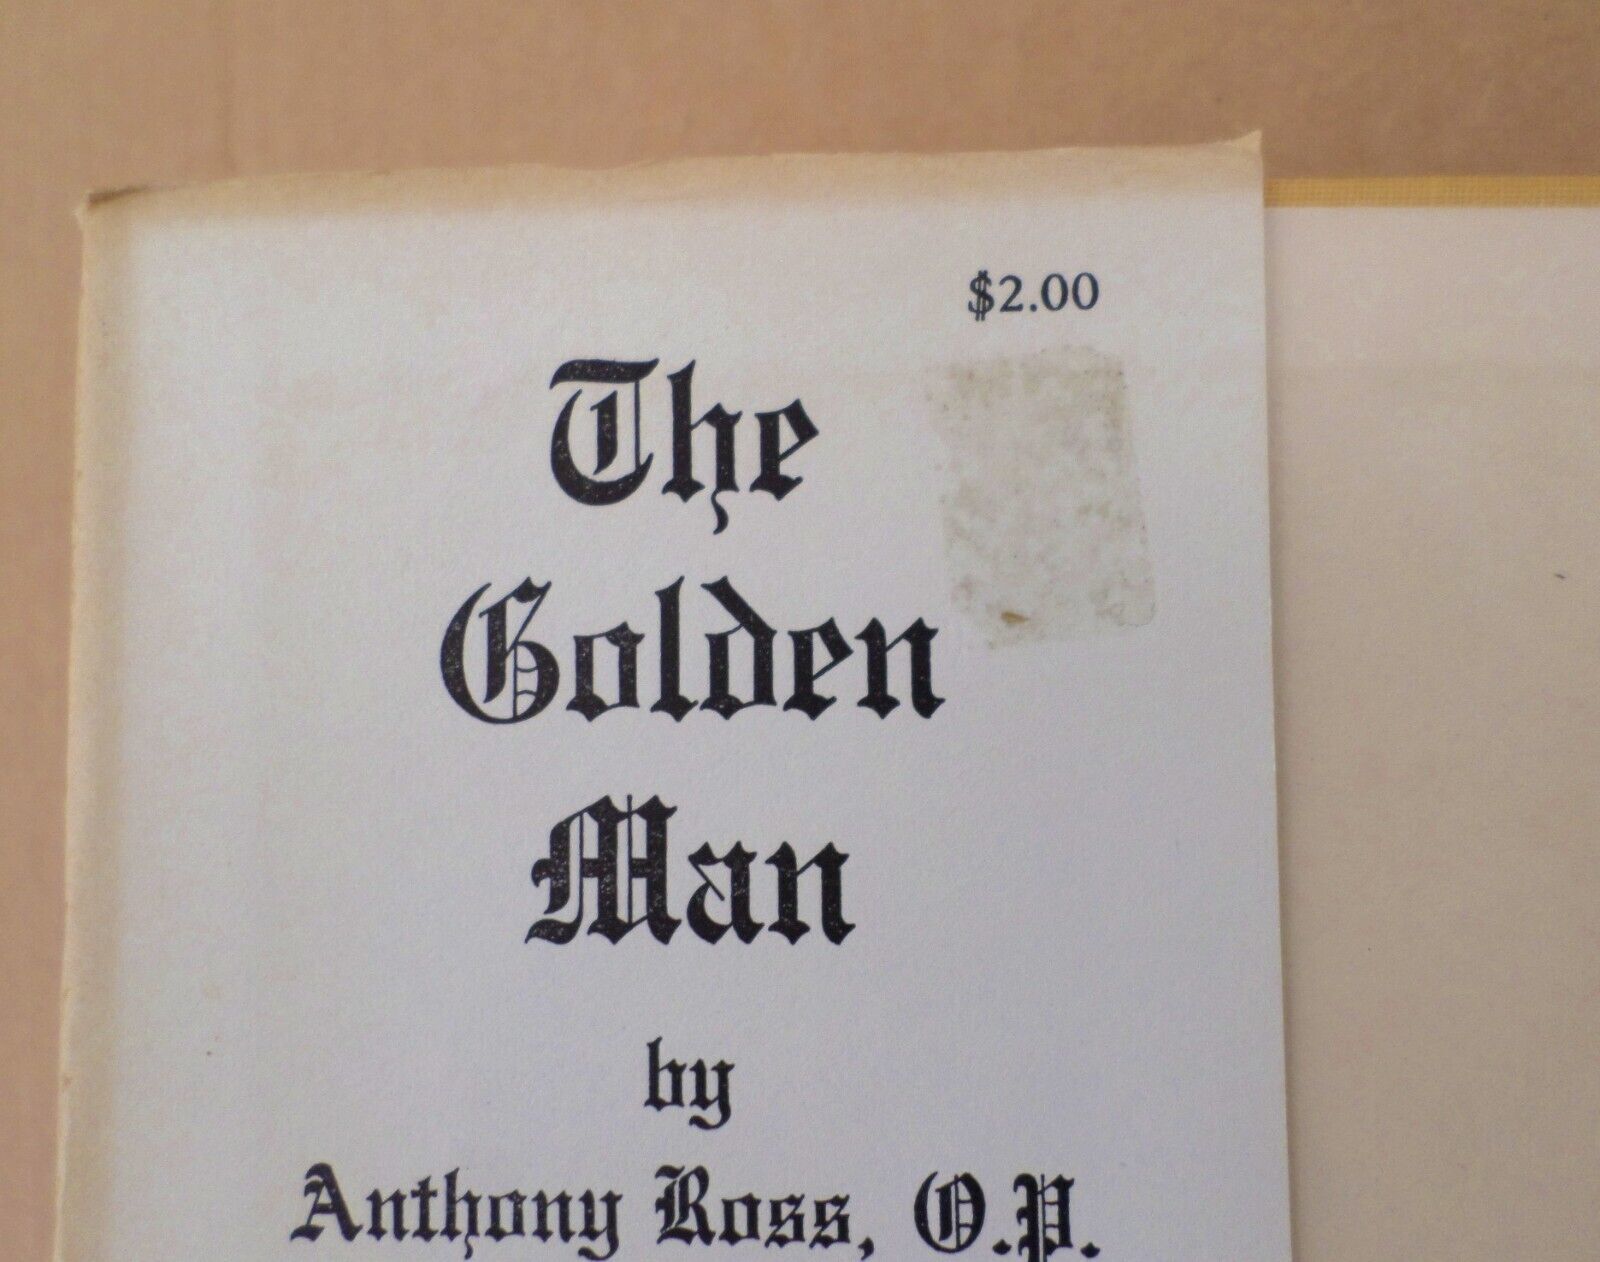 $2.00
The
Golden
Man
by
Anthony Ross, O.P.